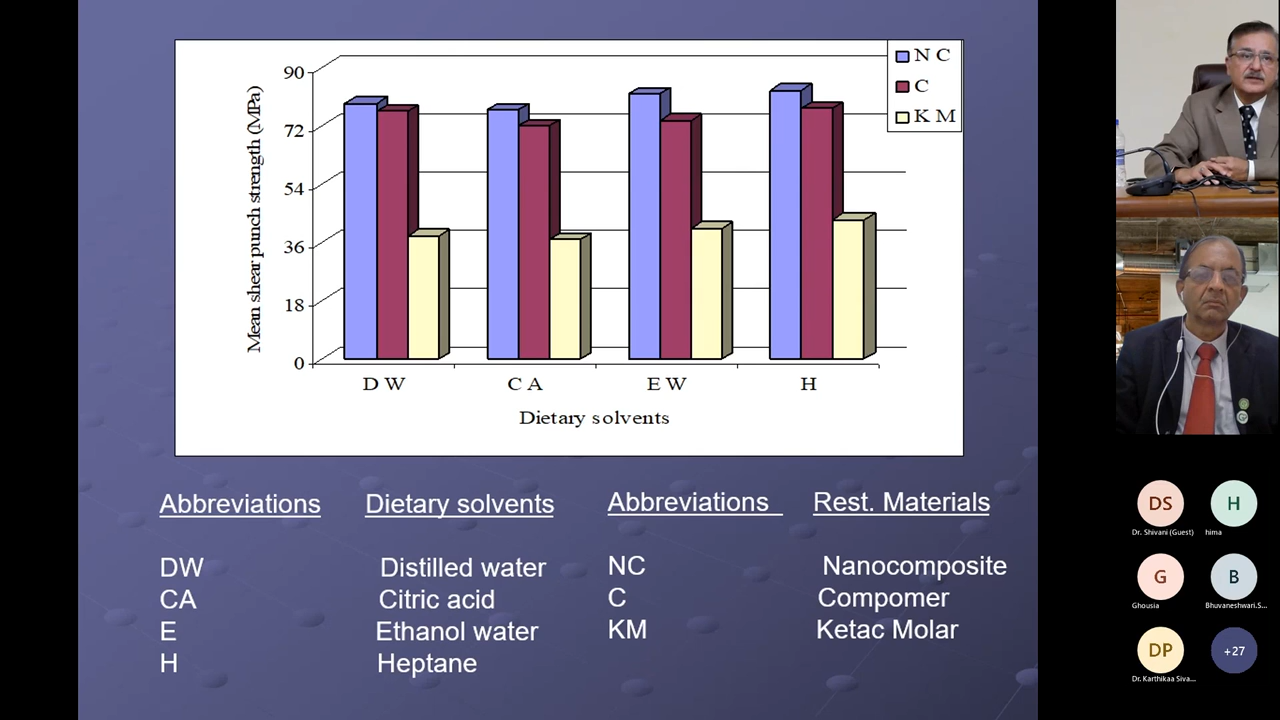 N C
C
K M
90
72
54
36
18
0
Mean shear punch strength (MPa)
D W
C A
E W
H
Dietary solvents
Abbreviations Dietary solvents Abbreviations Rest. Materials
DW Distilled water NC Nanocomposite
CA Citric acid C Compomer
E Ethanol water KM Ketac Molar
H Heptane
DS H
Dr. Shivani (Guest) hima
G B
Ghousia Bhuvaneshwari.S...
DP +27
Dr. Karthikaa Siva...